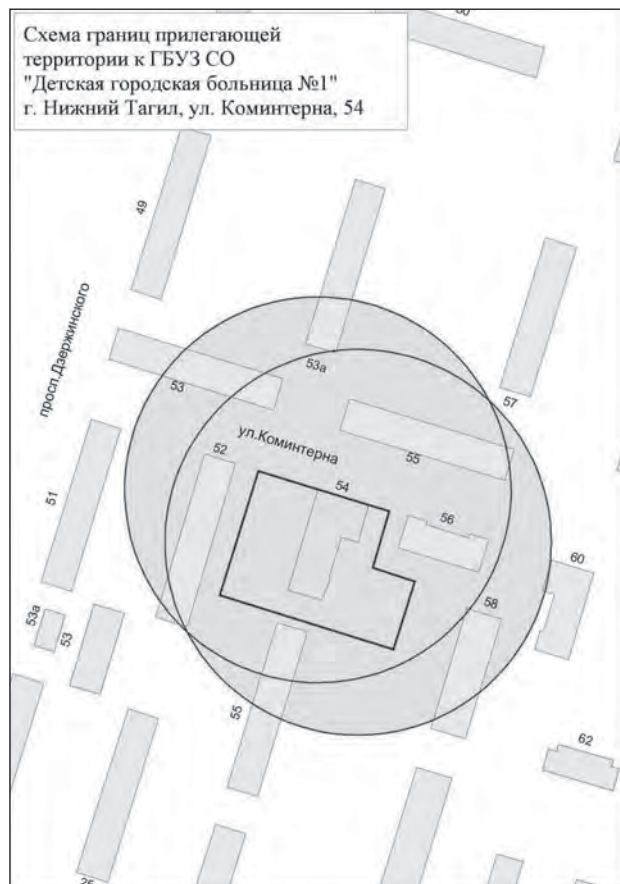 Схема границ прилегающей
территории к ГБУЗ СО
"Детская городская больница №1"
г. Нижний Тагил, ул. Коминтерна, 54
49
просп.Дзержинского
53а
53
57
ул.Коминтерна
55
52
54
51
56
60
53а
53
58
55
62